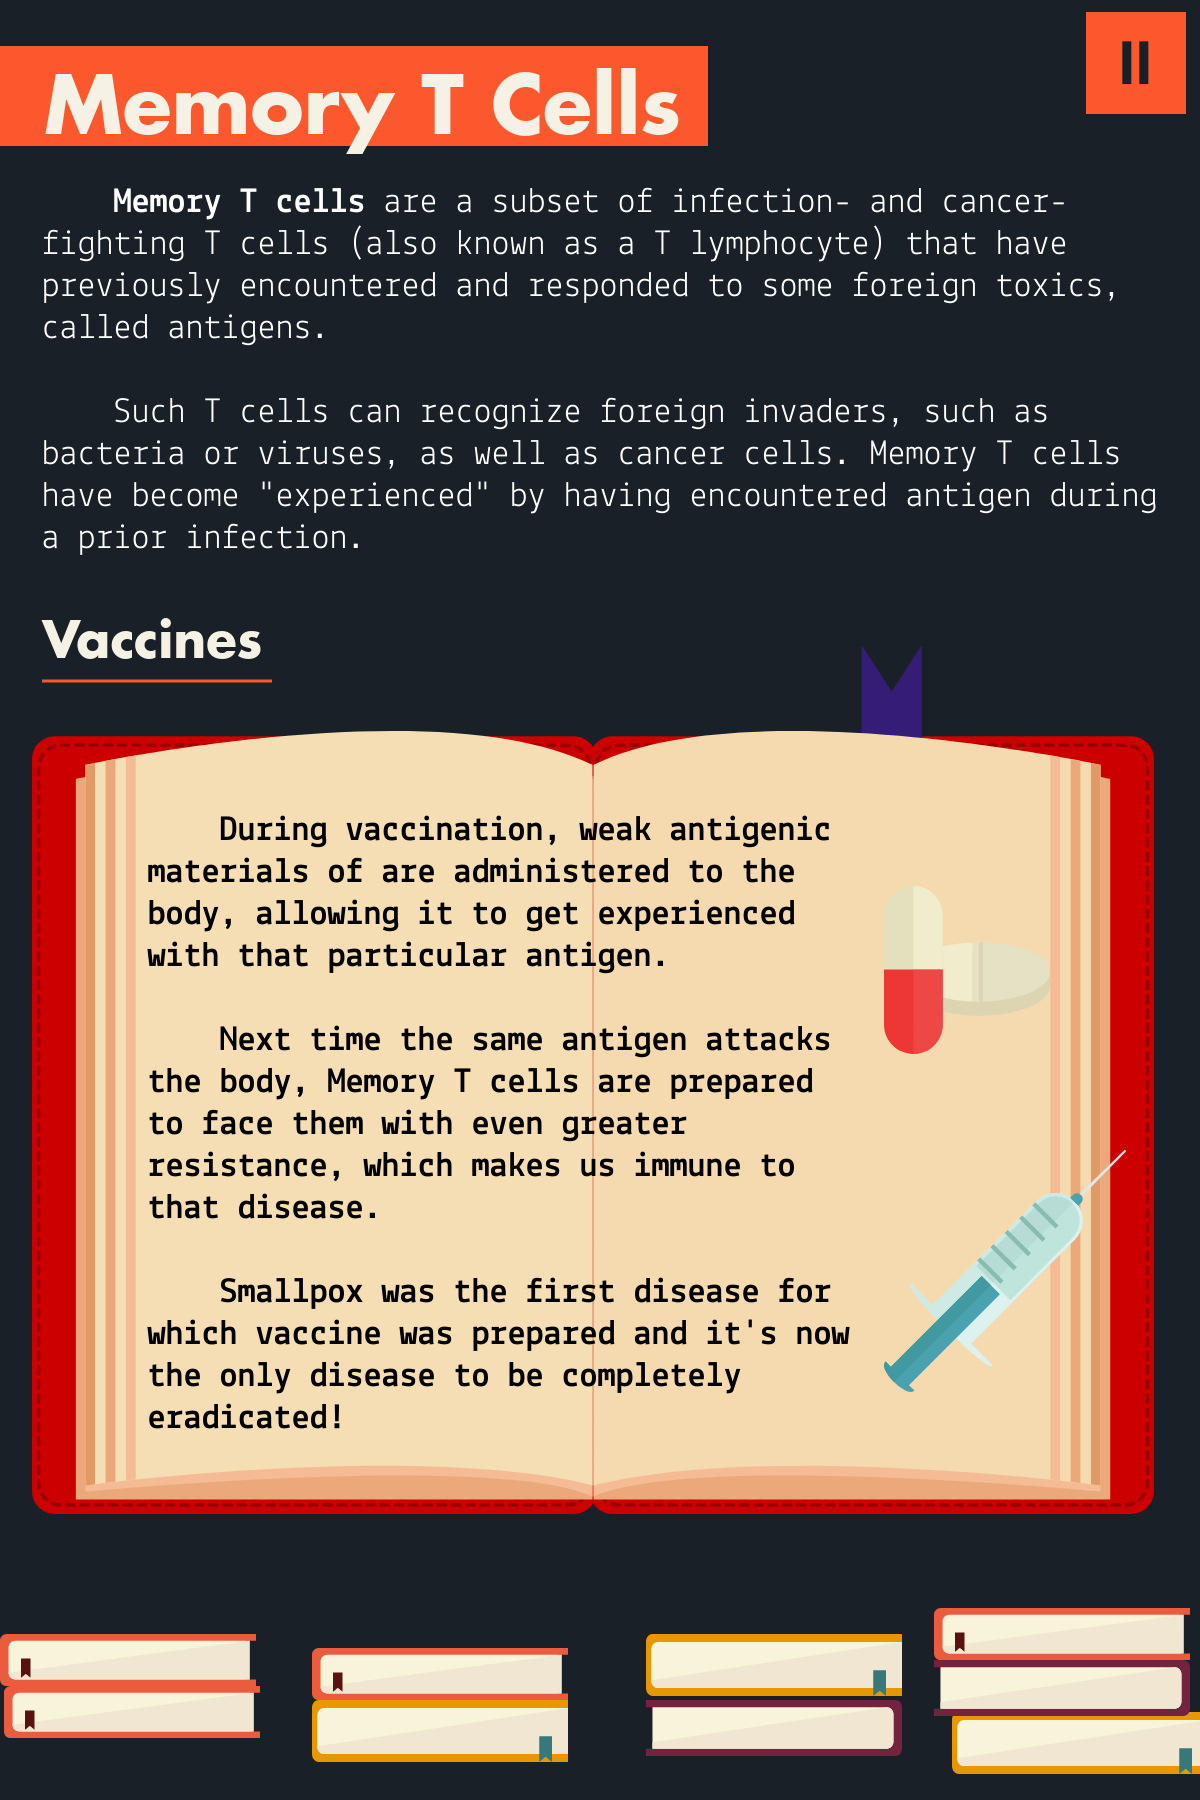 Memory T Cells
II
Memory T cells are a subset of infection- and cancer-
fighting T cells (also known as a T lymphocyte) that have
previously encountered and responded to some foreign toxics,
called antigens.
Such T cells can recognize foreign invaders, such as
bacteria or viruses, as well as cancer cells. Memory T cells
have become "experienced" by having encountered antigen during
a prior infection.
Vaccines
During vaccination, weak antigenic
materials of are administered to the
body, allowing it to get experienced
with that particular antigen.
Next time the same antigen attacks
the body, Memory T cells are prepared
to face them with even greater
resistance, which makes us immune to
that disease.
Smallpox was the first disease for
which vaccine was prepared and it's now
the only disease to be completely
eradicated!